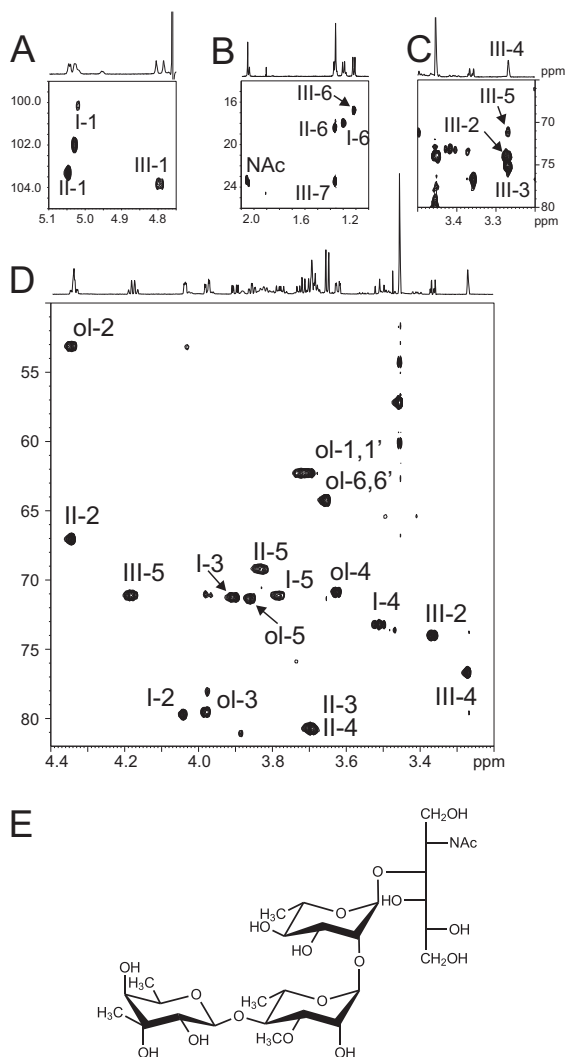 A
B
C
III-4
ppm
100.0
102.0
104.0
I-1
II-1
III-1
5.1
5.0
4.9
4.8
16
20
24
III-6
II-6
I-6
NAc
III-7
2.0
1.6
1.2
III-5
III-2
III-3
70
75
80
3.4
3.3
ppm
D
ol-2
ol-1,1’
ol-6,6’
II-2
II-5
III-5
I-3
I-5
ol-4
ol-5
I-4
III-2
I-2
ol-3
II-3
II-4
III-4
55
60
65
70
75
80
4.4
4.2
4.0
3.8
3.6
3.4
ppm
E
CH2OH
NAc
O
HO
OH
CH2OH
H3C
O
HO
HO
O
OH
H3C
O
H3C
OH
OH
O
H3C
O
O
OH